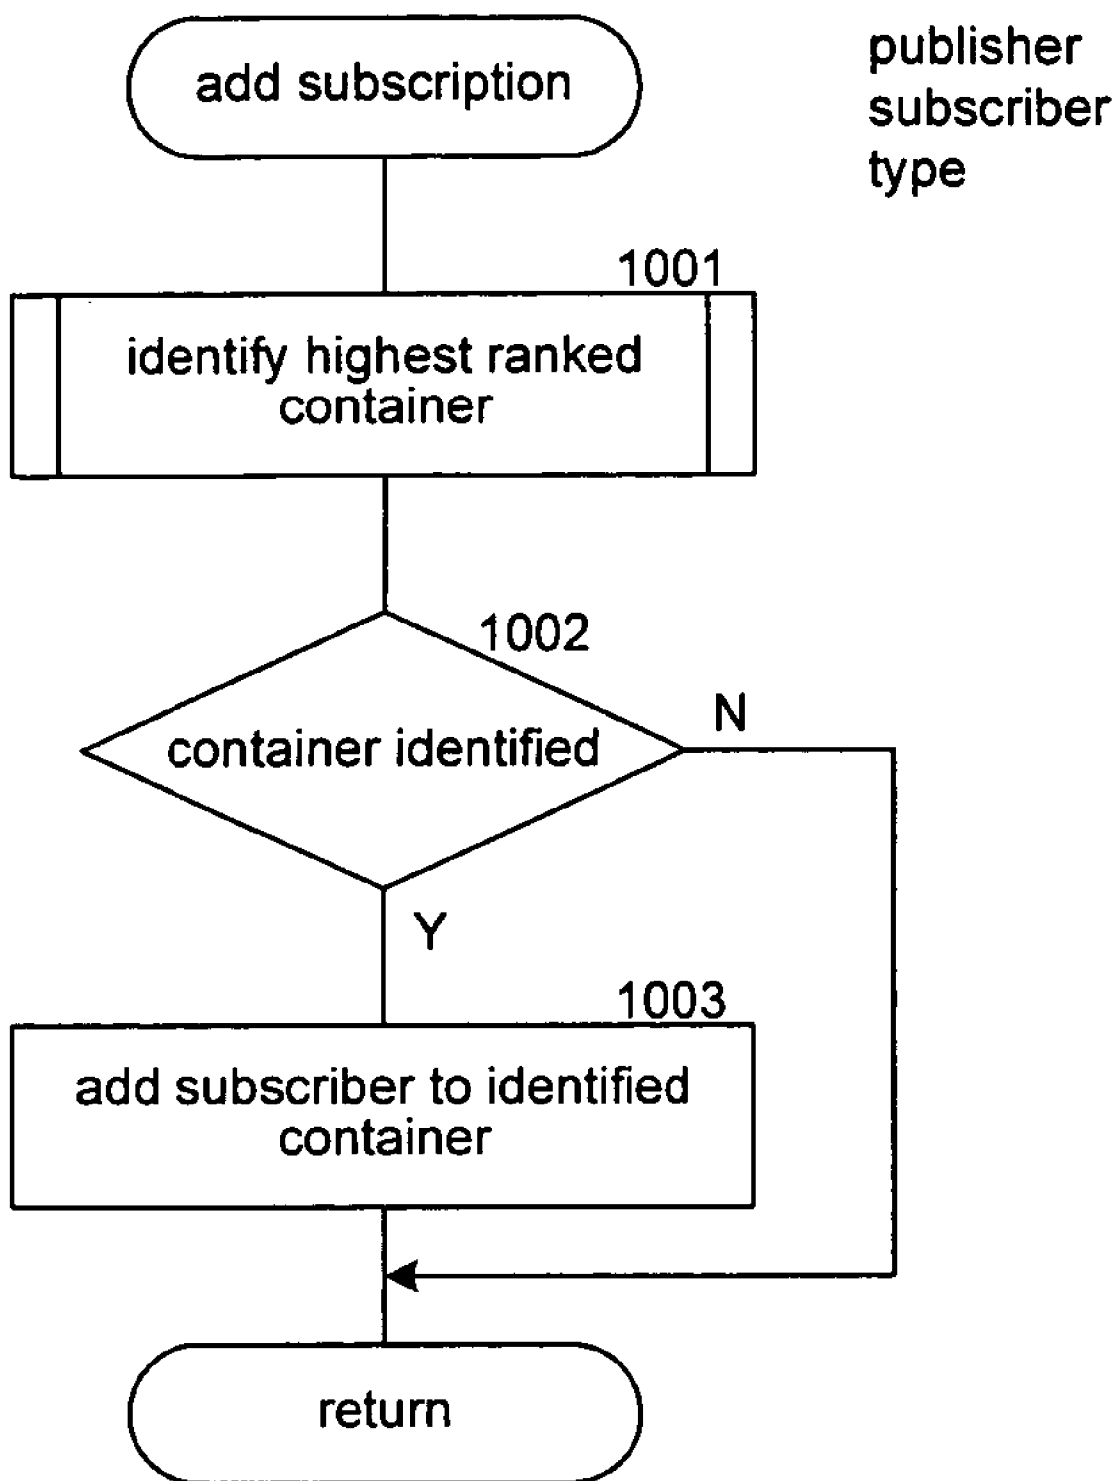 add subscription
publisher
subscriber
type
1001
identify highest ranked
container
1002
container identified
N
Y
1003
add subscriber to identified
container
return